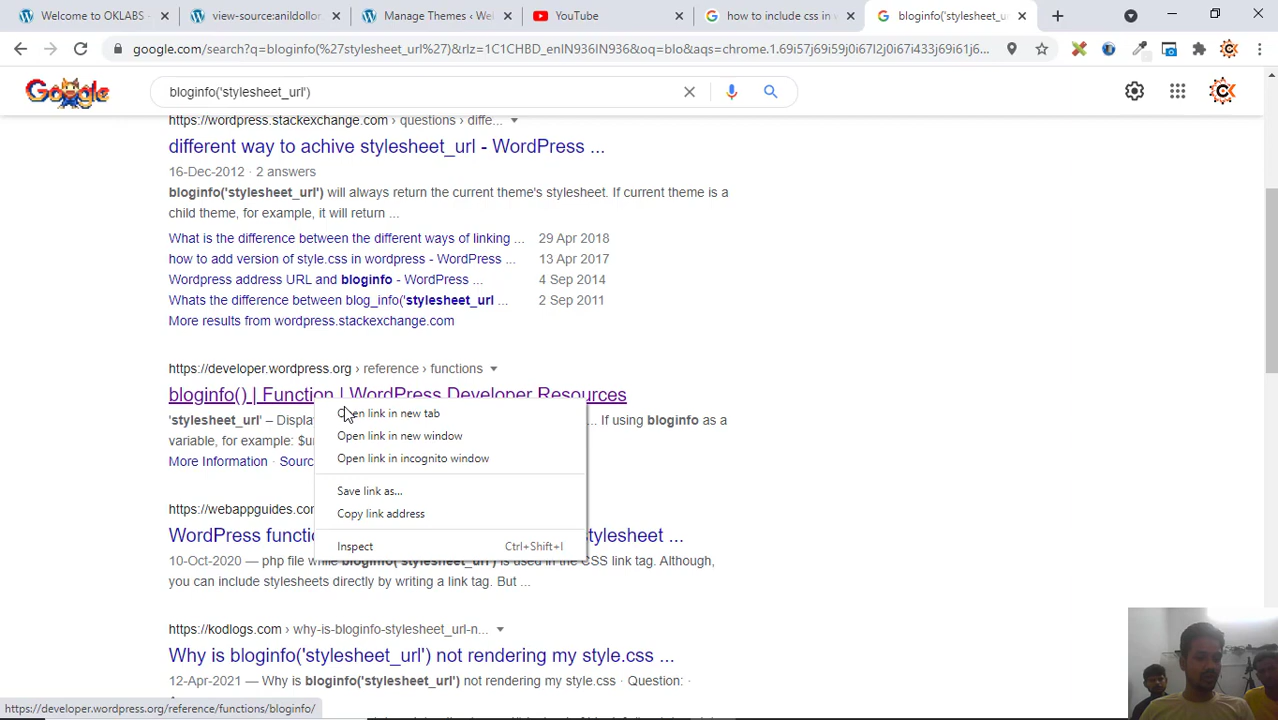 Welcome to OKLABS ×
view-source:anildollor ×
Manage Themes ‹ We ×
YouTube ×
how to include css in w ×
bloginfo('stylesheet_u ×
google.com/search?q=bloginfo(%27stylesheet_url%27)&rlz=1C1CHBD_enIN936IN936&oq=blo&aqs=chrome.1.69i57j69i59j0i67l2j0i67i433j69i61j6...
Google
bloginfo('stylesheet_url')
https://wordpress.stackexchange.com › questions › diffe...
different way to achive stylesheet_url - WordPress ...
16-Dec-2012 · 2 answers
bloginfo('stylesheet_url') will always return the current theme's stylesheet. If current theme is a
child theme, for example, it will return ...
What is the difference between the different ways of linking ... 29 Apr 2018
how to add version of style.css in wordpress - WordPress ... 13 Apr 2017
Wordpress address URL and bloginfo - WordPress ... 4 Sep 2014
Whats the difference between blog_info('stylesheet_url ... 2 Sep 2011
More results from wordpress.stackexchange.com
https://developer.wordpress.org › reference › functions
bloginfo() | Function | WordPress Developer Resources
'stylesheet_url' – Displa
... If using bloginfo as a
variable, for example: $u
More Information · Sourc
Open link in new tab
Open link in new window
Open link in incognito window
Save link as...
Copy link address
Inspect Ctrl+Shift+I
https://webappguides.com
WordPress functi
tylesheet ...
10-Oct-2020 — php file while bloginfo('stylesheet_url') is used in the CSS link tag. Although,
you can include stylesheets directly by writing a link tag. But ...
https://kodlogs.com › why-is-bloginfo-stylesheet_url-n...
Why is bloginfo('stylesheet_url') not rendering my style.css ...
12-Apr-2021 — Why is bloginfo('stylesheet_url') not rendering my style.css · Question: ·
https://developer.wordpress.org/reference/functions/bloginfo/